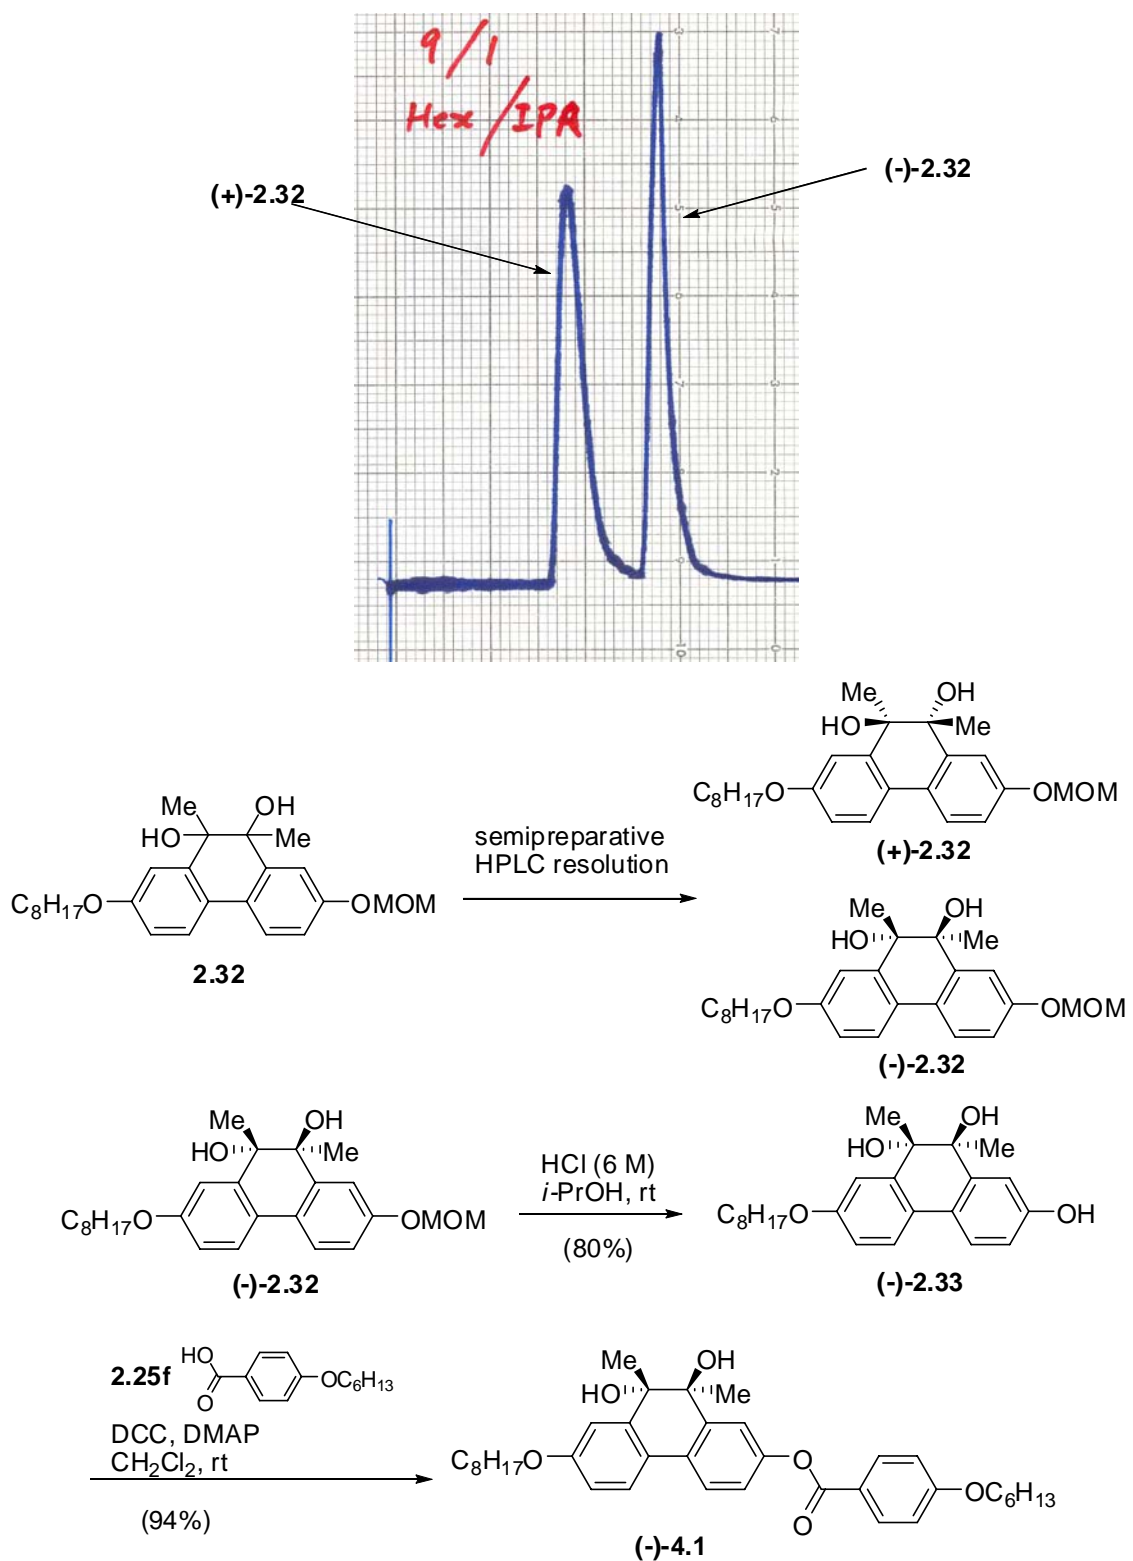 9/1
Hex/IPA
(+)-2.32
(-)-2.32
Me
OH
HO
Me
C8H17O
OMOM
(+)-2.32
Me
OH
HO
Me
C8H17O
OMOM
2.32
semipreparative
HPLC resolution
Me
OH
HO
Me
C8H17O
OMOM
(-)-2.32
Me
OH
HO
Me
C8H17O
OMOM
(-)-2.32
HCl (6 M)
i-PrOH, rt
(80%)
Me
OH
HO
Me
C8H17O
OH
(-)-2.33
2.25f
HO
O
OC6H13
DCC, DMAP
CH2Cl2, rt
(94%)
Me
OH
HO
Me
C8H17O
O
O
OC6H13
(-)-4.1